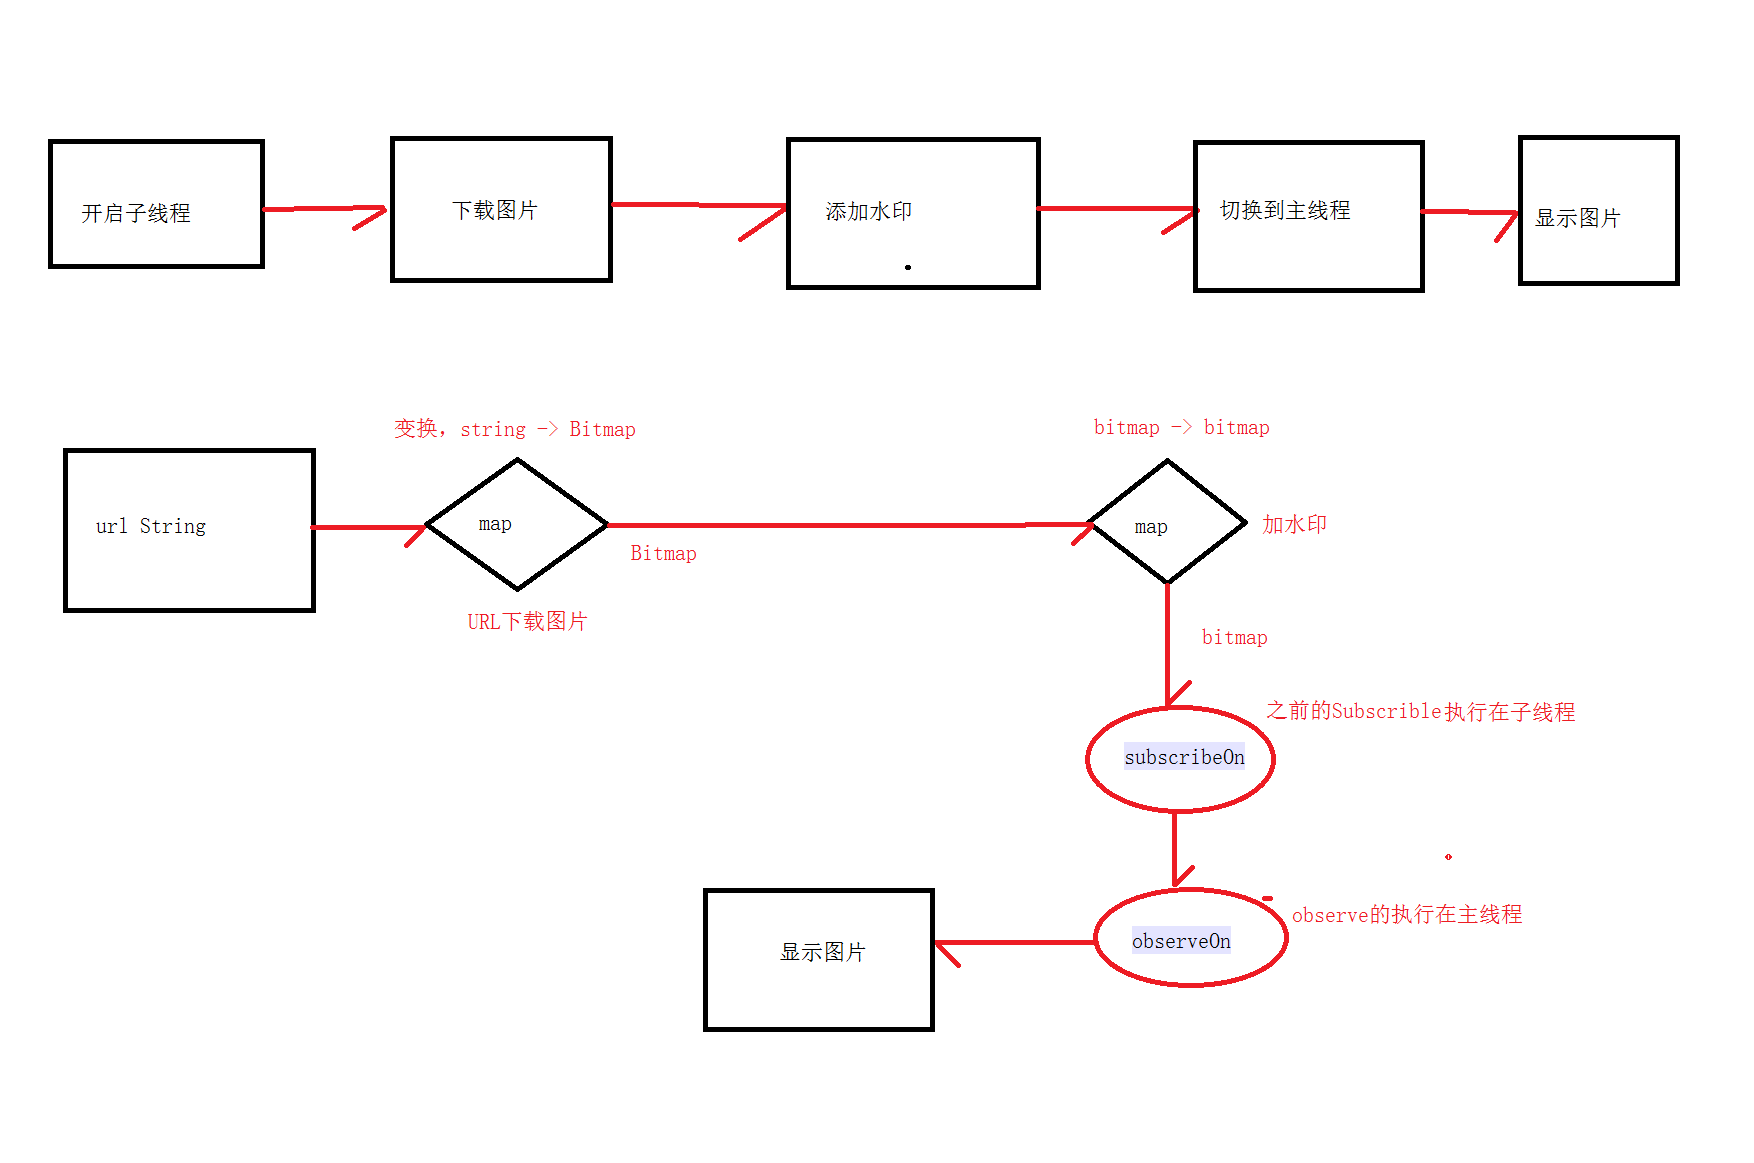 开启子线程
下载图片
添加水印
切换到主线程
显示图片
变换，string -> Bitmap
bitmap -> bitmap
url String
map
Bitmap
map
加水印
URL下载图片
bitmap
之前的Subscrible执行在子线程
subscribeOn
observe的执行在主线程
observeOn
显示图片